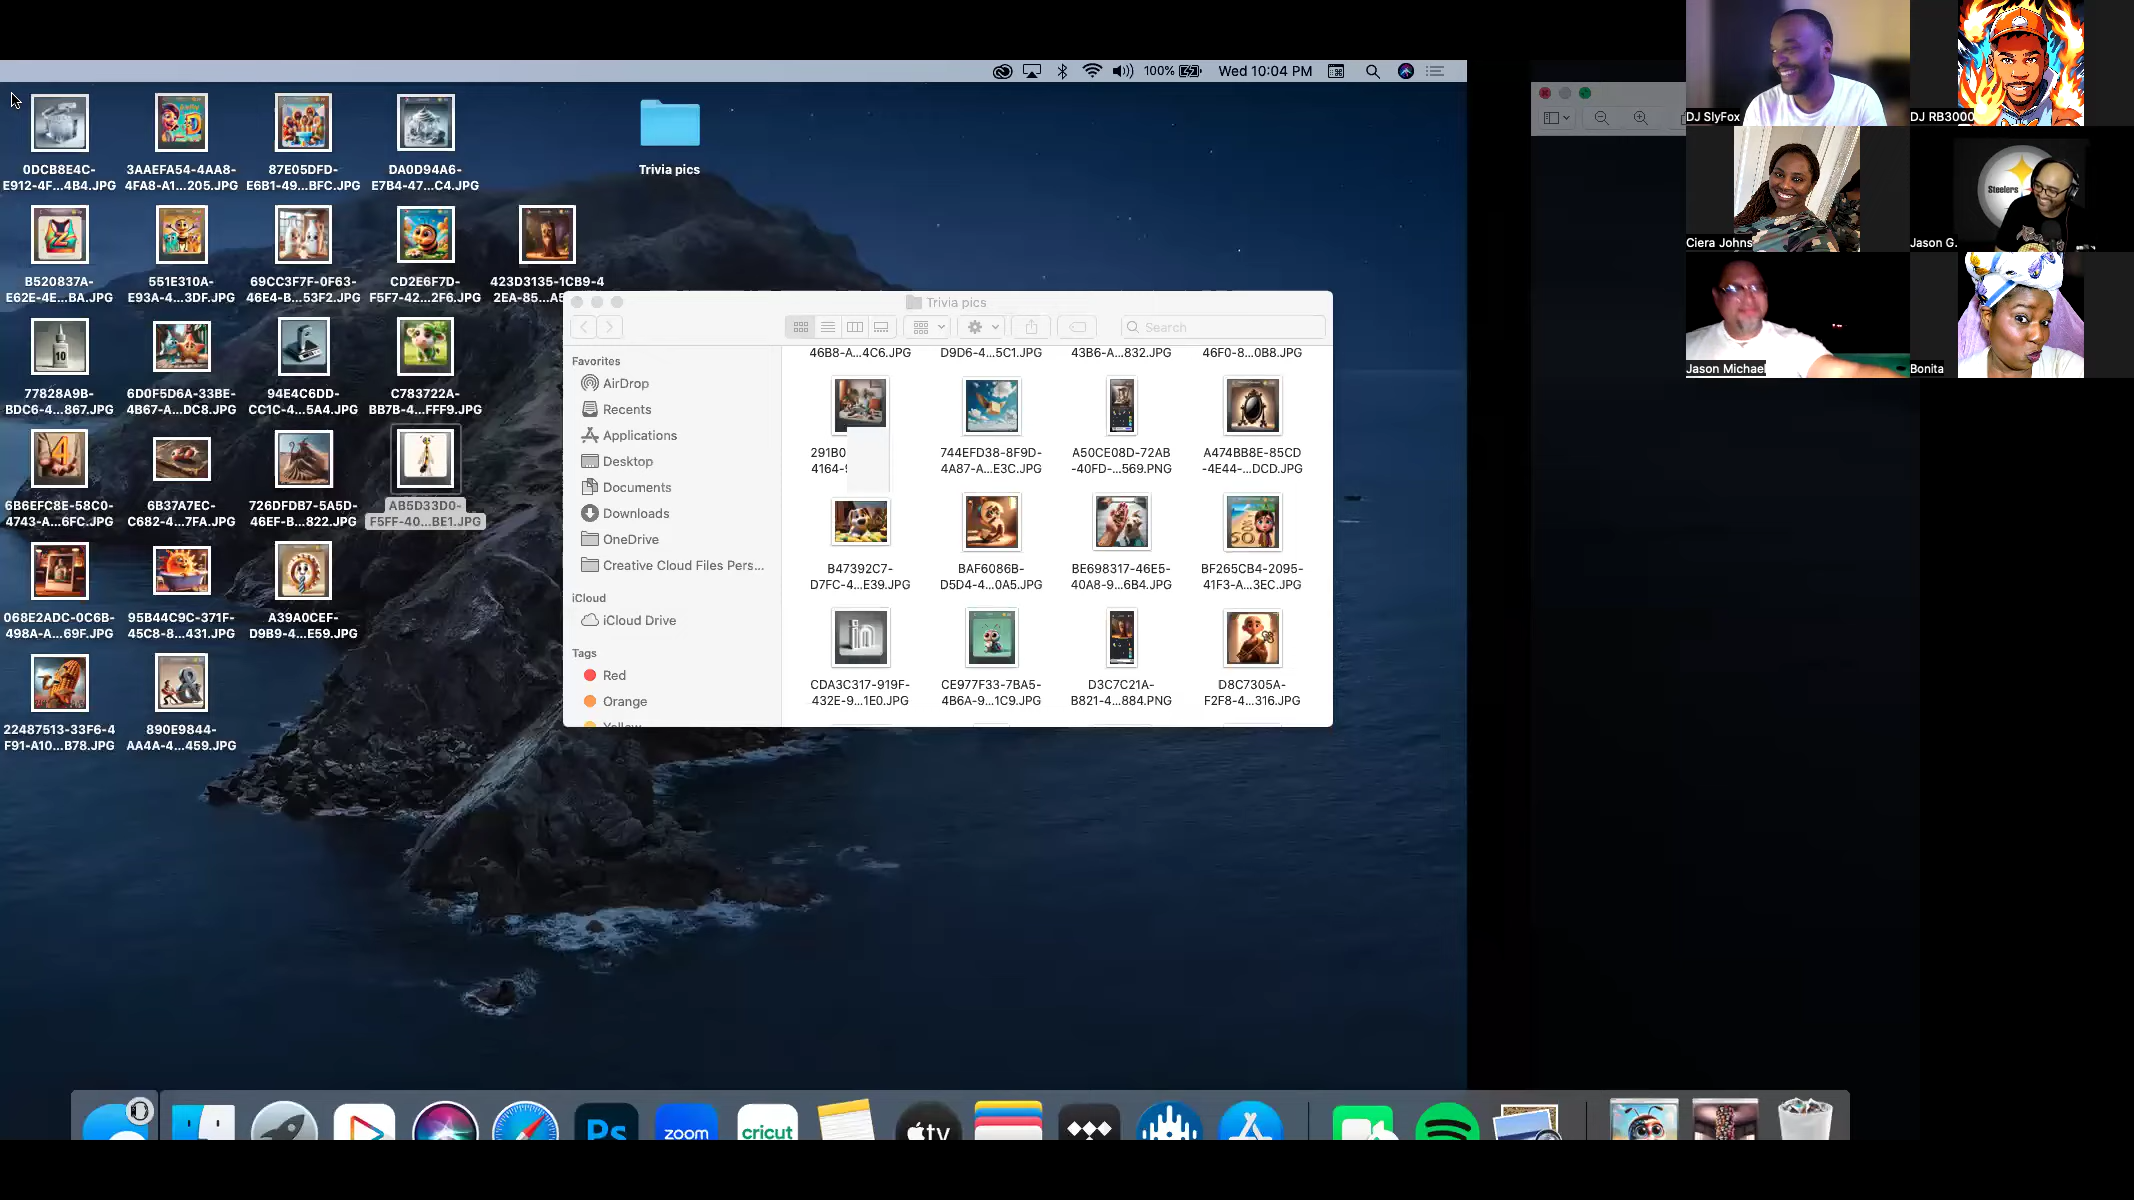 100% Wed 10:04 PM
0DCB8E4C-
E912-4F...4B4.JPG
3AAEFA54-4AA8-
4FA8-A1...205.JPG
87E05DFD-
E6B1-49...BFC.JPG
DA0D94A6-
E7B4-47...C4.JPG
Trivia pics
B520837A-
E62E-4E...BA.JPG
551E310A-
E93A-4...3DF.JPG
69CC3F7F-0F63-
46E4-B...53F2.JPG
CD2E6F7D-
F5F7-42...2F6.JPG
423D3135-1CB9-4
2EA-85...
77828A9B-
BDC6-4...867.JPG
6D0F5D6A-33BE-
4B67-A...DC8.JPG
94E4C6DD-
CC1C-4...5A4.JPG
C783722A-
BB7B-4...FFF9.JPG
6B6EFC8E-58C0-
4743-A...6FC.JPG
6B37A7EC-
C682-4...7FA.JPG
726DFDB7-5A5D-
46EF-B...822.JPG
AB5D33D0-
F5FF-40...BE1.JPG
068E2ADC-0C6B-
498A-A...69F.JPG
95B44C9C-371F-
45C8-8...431.JPG
A39A0CEF-
D9B9-4...E59.JPG
22487513-33F6-4
F91-A10...B78.JPG
890E9844-
AA4A-4...459.JPG
Trivia pics
Search
Favorites
AirDrop
Recents
Applications
Desktop
Documents
Downloads
OneDrive
Creative Cloud Files Pers...
iCloud
iCloud Drive
Tags
Red
Orange
Yellow
46B8-A...4C6.JPG
D9D6-4...5C1.JPG
43B6-A...832.JPG
46F0-8...0B8.JPG
291B0
4164-
744EFD38-8F9D-
4A87-A...E3C.JPG
A50CE08D-72AB
-40FD-...569.PNG
A474BB8E-85CD
-4E44-...DCD.JPG
B47392C7-
D7FC-4...E39.JPG
BAF6086B-
D5D4-4...0A5.JPG
BE698317-46E5-
40A8-9...6B4.JPG
BF265CB4-2095-
41F3-A...3EC.JPG
CDA3C317-919F-
432E-9...1E0.JPG
CE977F33-7BA5-
4B6A-9...1C9.JPG
D3C7C21A-
B821-4...884.PNG
D8C7305A-
F2F8-4...316.JPG
DJ SlyFox
DJ RB3000
Ciera Johns
Steelers
Jason G.
Jason Michael
Bonita
Ps
zoom
cricut
tv